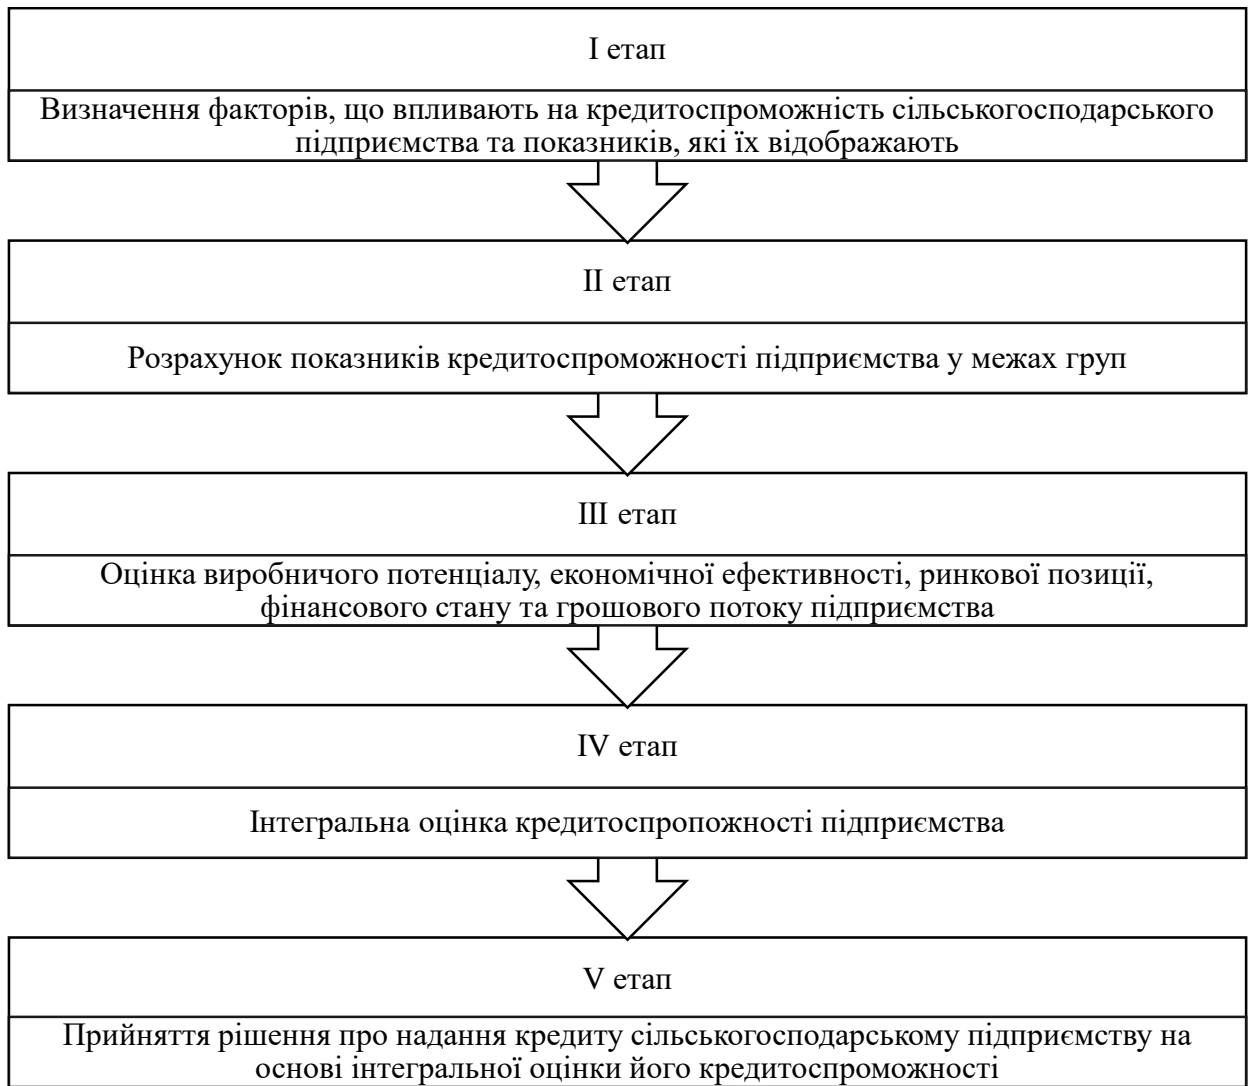 I етап
Визначення факторів, що впливають на кредитоспроможність сільськогосподарського
підприємства та показників, які їх відображають
II етап
Розрахунок показників кредитоспроможності підприємства у межах груп
III етап
Оцінка виробничого потенціалу, економічної ефективності, ринкової позиції,
фінансового стану та грошового потоку підприємства
IV етап
Інтегральна оцінка кредитоспропожності підприємства
V етап
Прийняття рішення про надання кредиту сільськогосподарському підприємству на
основі інтегральної оцінки його кредитоспроможності